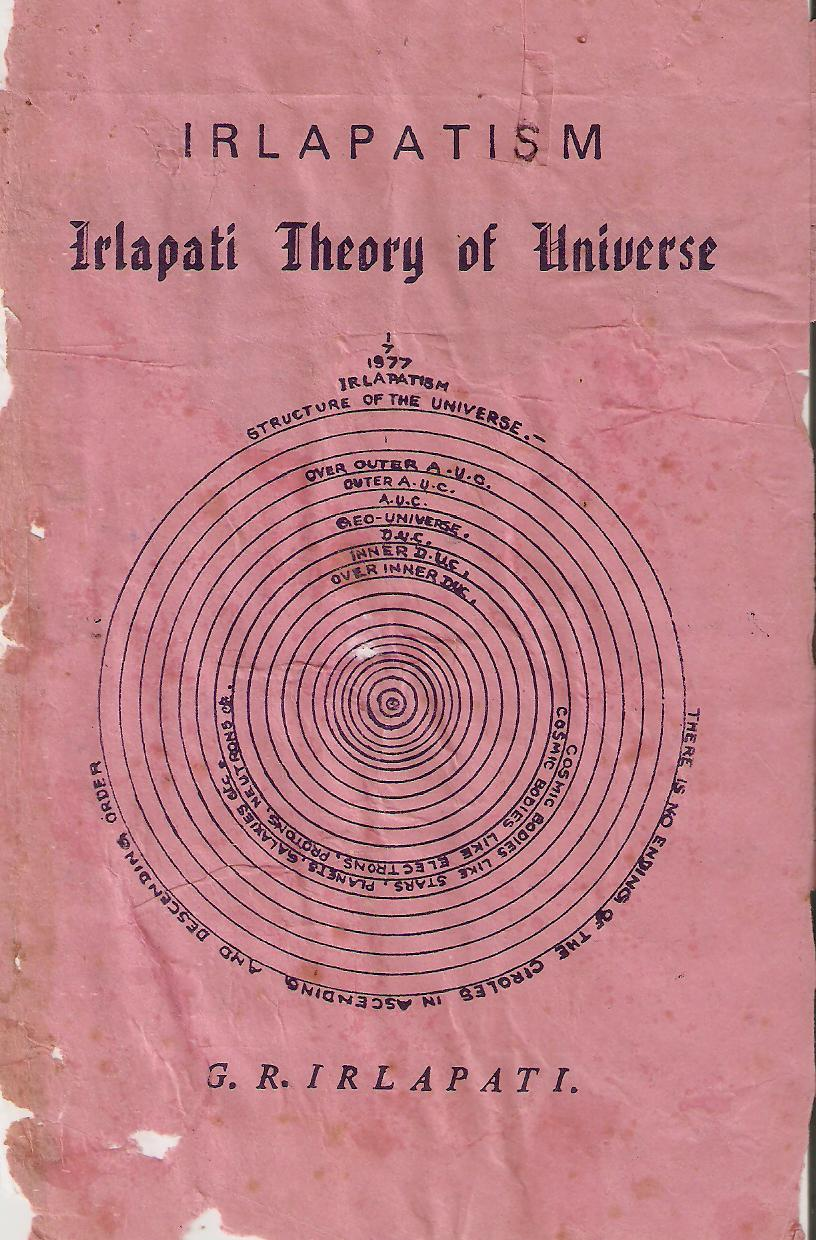 IRLAPATISM
Irlapati Theory of Universe
1
7
1977
IRLAPATISM
STRUCTURE OF THE UNIVERSE.-
OVER OUTER A.U.C.
OUTER A.U.C.
A.U.C.
GEO-UNIVERSE.
D.U.C.
INNER D.U.C.
OVER INNER DUC.
COSMIC BODIES LIKE ELECTRONS, PROTONS, NEUTRONS etc.
COSMIC BODIES LIKE STARS, PLANETS, GALAXIES etc.
THERE IS NO ENDING OF THE CIRCLES IN ASCENDING AND DESCENDING ORDER
G. R. IRLAPATI.